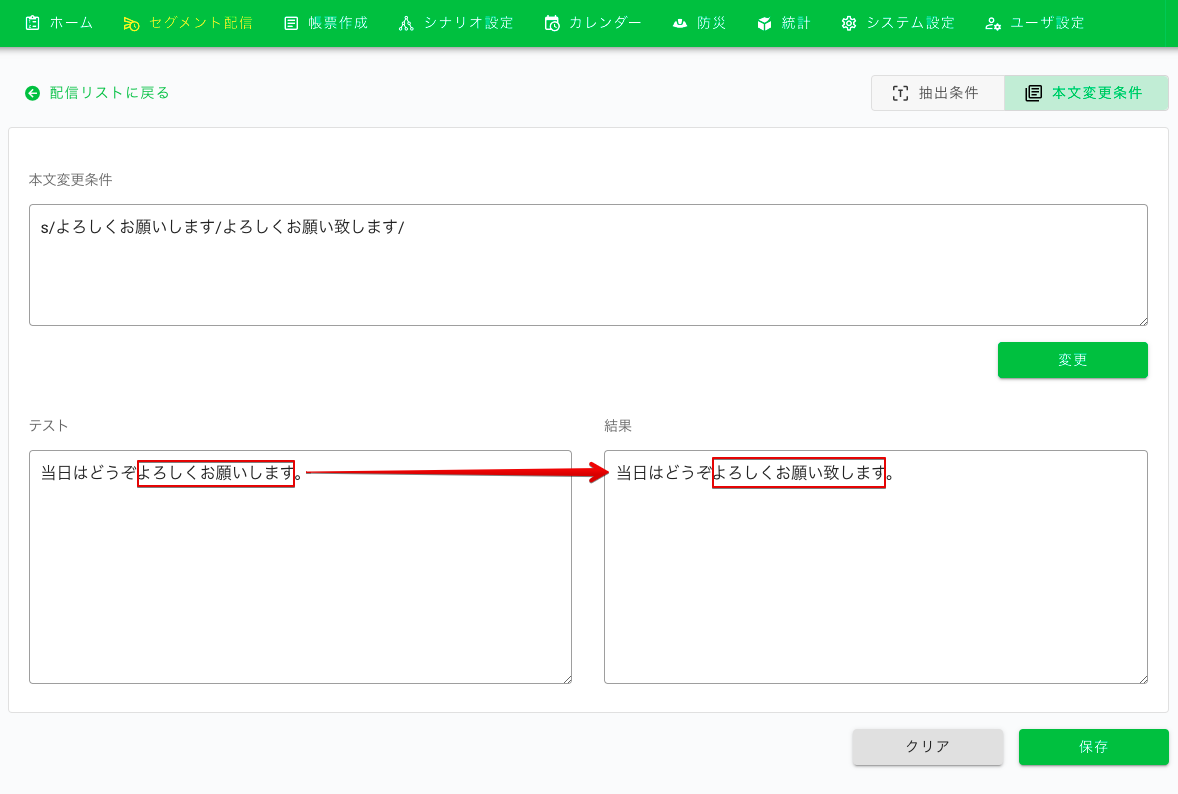 ホーム セグメント配信 帳票作成 シナリオ設定 カレンダー 防災 統計 システム設定 ユーザ設定
配信リストに戻る 抽出条件 本文変更条件
本文変更条件
s/よろしくお願いします/よろしくお願い致します/
変更
テスト 結果
当日はどうぞよろしくお願いします。 当日はどうぞよろしくお願い致します。
クリア 保存